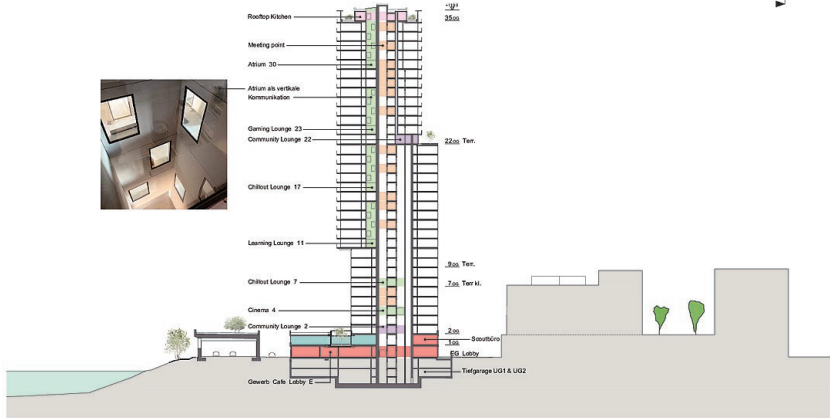 Rooftop Kitchen
35OG
Meeting point
Atrium 30
Atrium als vertikale
Kommunikation
Gaming Lounge 23
Community Lounge 22
22OG Terr.
Chillout Lounge 17
Learning Lounge 11
9OG Terr.
Chillout Lounge 7
7OG Terr kl.
Cinema 4
Community Lounge 2
2OG
Scoutbüro
1OG
EG Lobby
Tiefgarage UG1 & UG2
Gewerb Cafe Lobby E